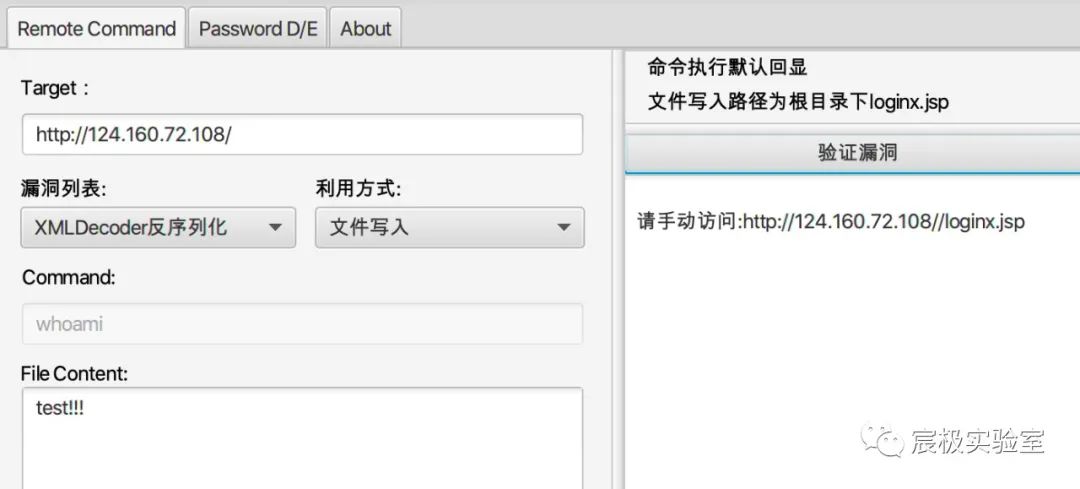 Remote Command
Password D/E
About
Target :
http://124.160.72.108/
漏洞列表:
利用方式:
XMLDecoder反序列化
文件写入
Command:
whoami
File Content:
test!!!
命令执行默认回显
文件写入路径为根目录下loginx.jsp
验证漏洞
请手动访问:http://124.160.72.108//loginx.jsp
宸极实验室